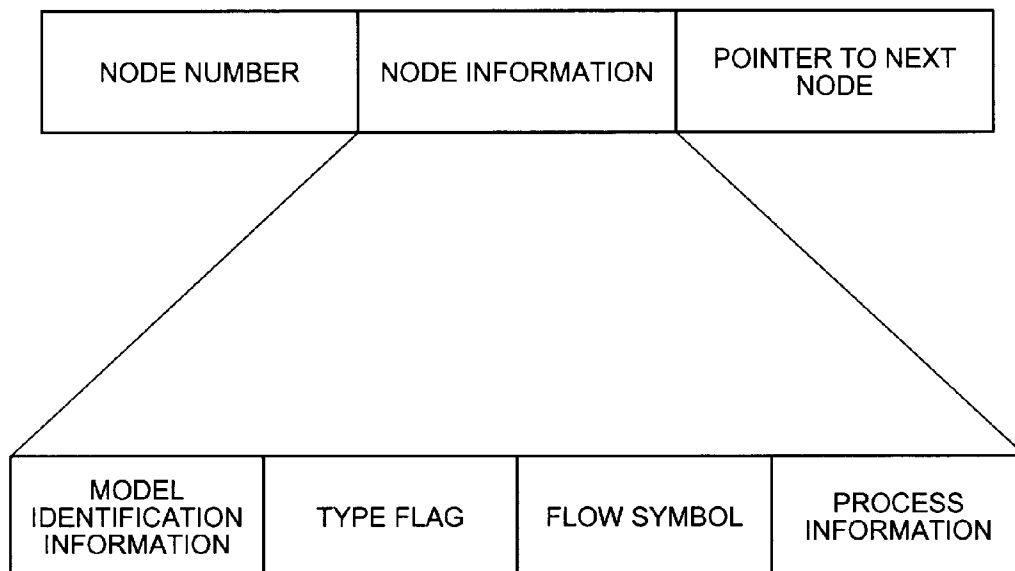 NODE NUMBER
NODE INFORMATION
POINTER TO NEXT
NODE
MODEL
IDENTIFICATION
INFORMATION
TYPE FLAG
FLOW SYMBOL
PROCESS
INFORMATION